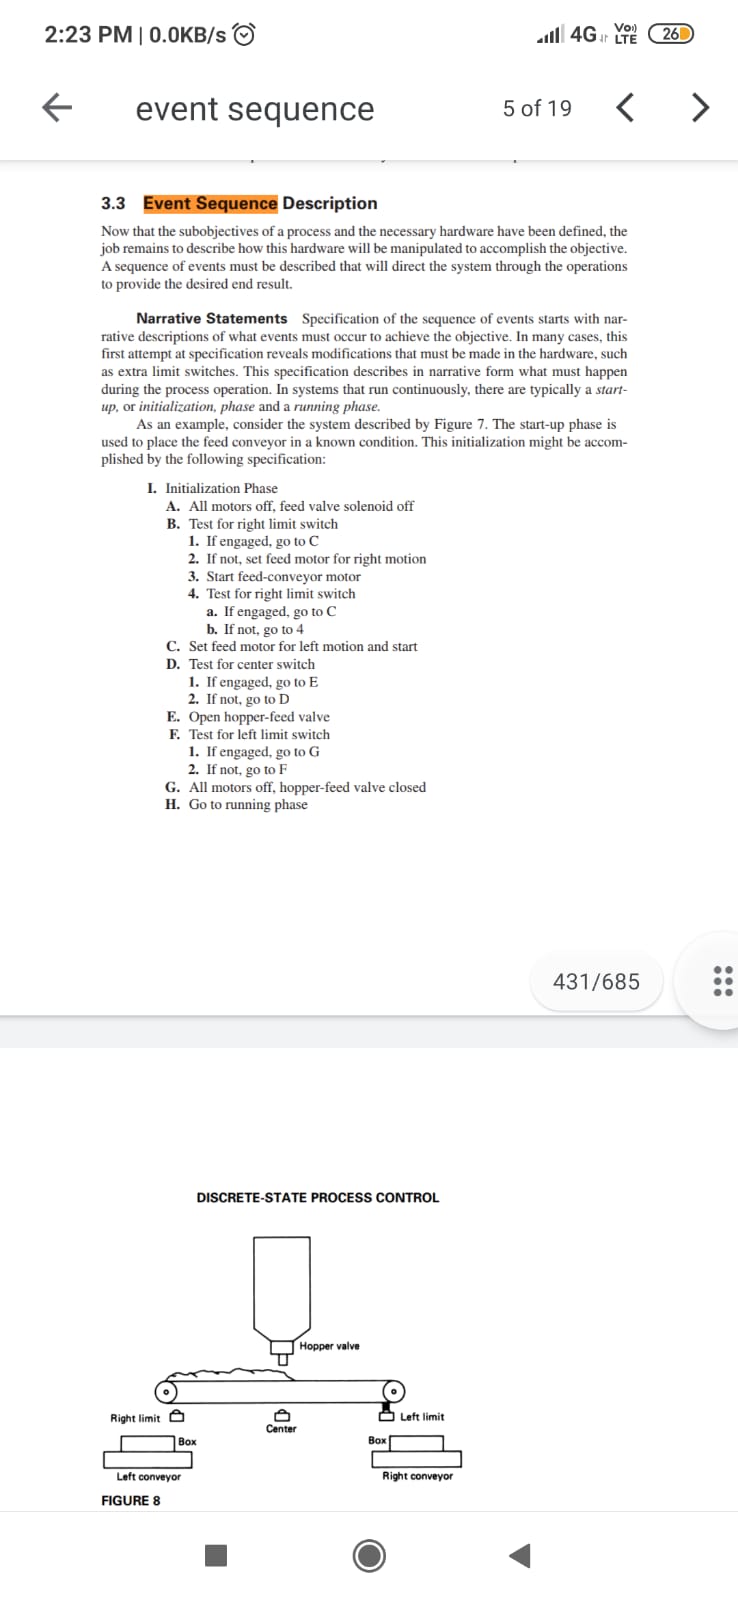 2:23 PM | 0.0KB/s
4G
Vo))
LTE
26
event sequence
5 of 19
3.3 Event Sequence Description
Now that the subobjectives of a process and the necessary hardware have been defined, the
job remains to describe how this hardware will be manipulated to accomplish the objective.
A sequence of events must be described that will direct the system through the operations
to provide the desired end result.
Narrative Statements Specification of the sequence of events starts with nar-
rative descriptions of what events must occur to achieve the objective. In many cases, this
first attempt at specification reveals modifications that must be made in the hardware, such
as extra limit switches. This specification describes in narrative form what must happen
during the process operation. In systems that run continuously, there are typically a start-
up, or initialization, phase and a running phase.
As an example, consider the system described by Figure 7. The start-up phase is
used to place the feed conveyor in a known condition. This initialization might be accom-
plished by the following specification:
I. Initialization Phase
A. All motors off, feed valve solenoid off
B. Test for right limit switch
1. If engaged, go to C
2. If not, set feed motor for right motion
3. Start feed-conveyor motor
4. Test for right limit switch
a. If engaged, go to C
b. If not, go to 4
C. Set feed motor for left motion and start
D. Test for center switch
1. If engaged, go to E
2. If not, go to D
E. Open hopper-feed valve
F. Test for left limit switch
1. If engaged, go to G
2. If not, go to F
G. All motors off, hopper-feed valve closed
H. Go to running phase
431/685
DISCRETE-STATE PROCESS CONTROL
Hopper valve
Right limit
Center
Left limit
Box
Box
Left conveyor
Right conveyor
FIGURE 8